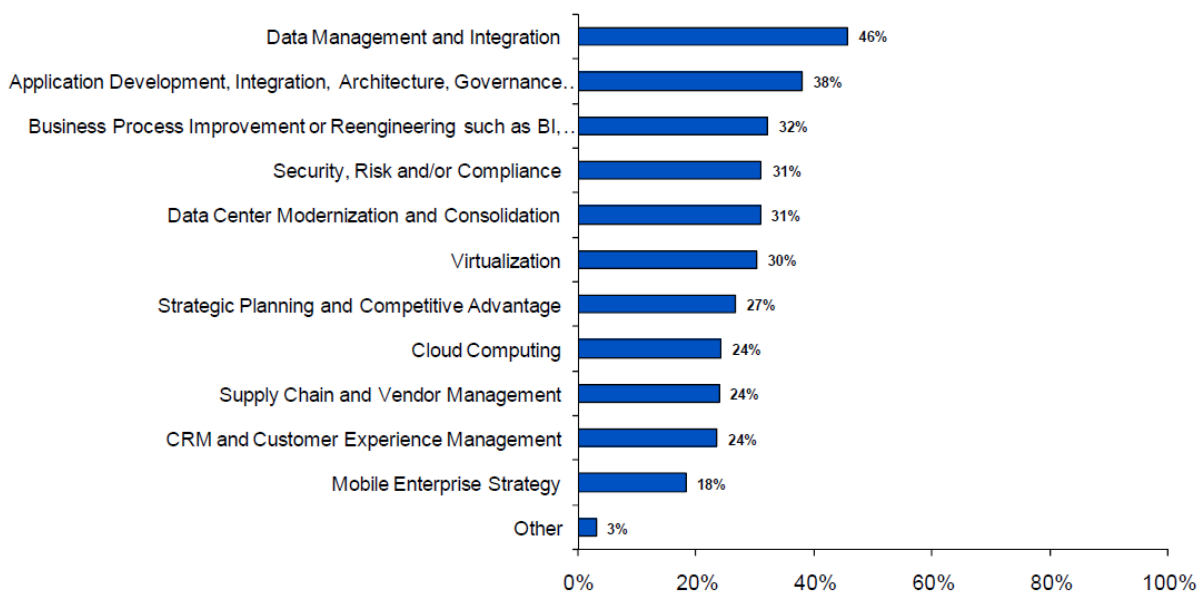 Data Management and Integration 46%
Application Development, Integration, Architecture, Governance.. 38%
Business Process Improvement or Reengineering such as BI,.. 32%
Security, Risk and/or Compliance 31%
Data Center Modernization and Consolidation 31%
Virtualization 30%
Strategic Planning and Competitive Advantage 27%
Cloud Computing 24%
Supply Chain and Vendor Management 24%
CRM and Customer Experience Management 24%
Mobile Enterprise Strategy 18%
Other 3%
0% 20% 40% 60% 80% 100%